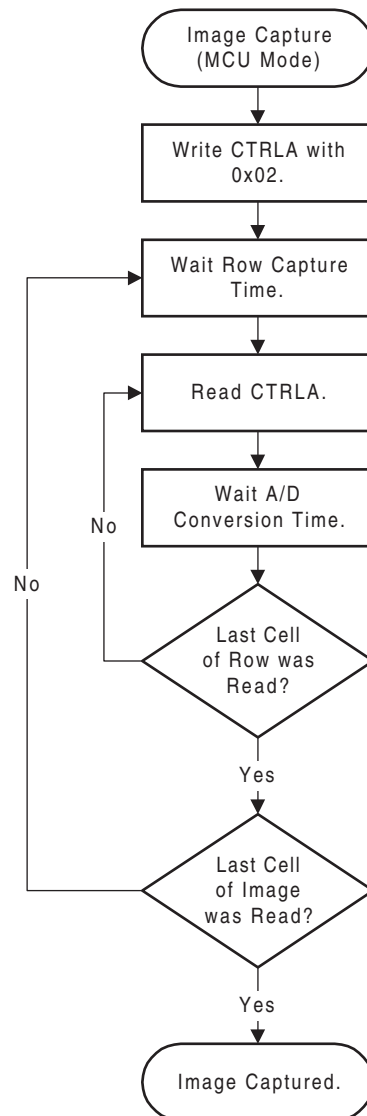 Image Capture
(MCU Mode)
Write CTRLA with
0x02.
Wait Row Capture
Time.
Read CTRLA.
Wait A/D
Conversion Time.
No
No
Last Cell
of Row was
Read?
Yes
Last Cell
of Image
was Read?
Yes
Image Captured.